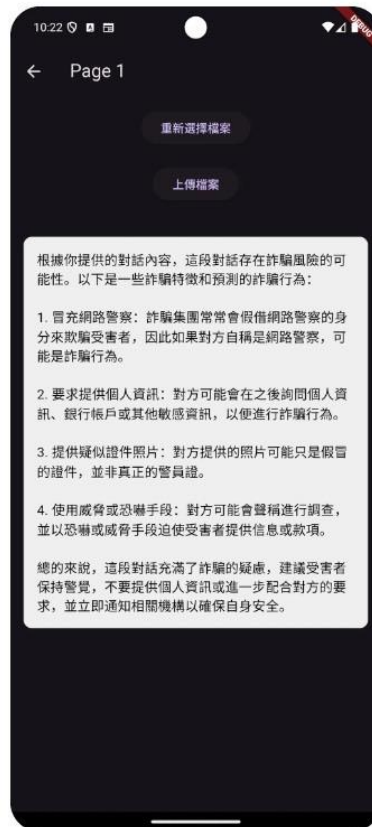 10:22
DEBUG
Page 1
重新選擇檔案
上傳檔案
根據你提供的對話內容，這段對話存在詐騙風險的可
能性。以下是一些詐騙特徵和預測的詐騙行為：
1. 冒充網路警察：詐騙集團常常會假借網路警察的身
分來欺騙受害者，因此如果對方自稱是網路警察，可
能是詐騙行為。
2. 要求提供個人資訊：對方可能會在之後詢問個人資
訊、銀行帳戶或其他敏感資訊，以便進行詐騙行為。
3. 提供疑似證件照片：對方提供的照片可能只是假冒
的證件，並非真正的警員證。
4. 使用威脅或恐嚇手段：對方可能會聲稱進行調查，
並以恐嚇或威脅手段迫使受害者提供信息或款項。
總的來說，這段對話充滿了詐騙的疑慮，建議受害者
保持警覺，不要提供個人資訊或進一步配合對方的要
求，並立即通知相關機構以確保自身安全。